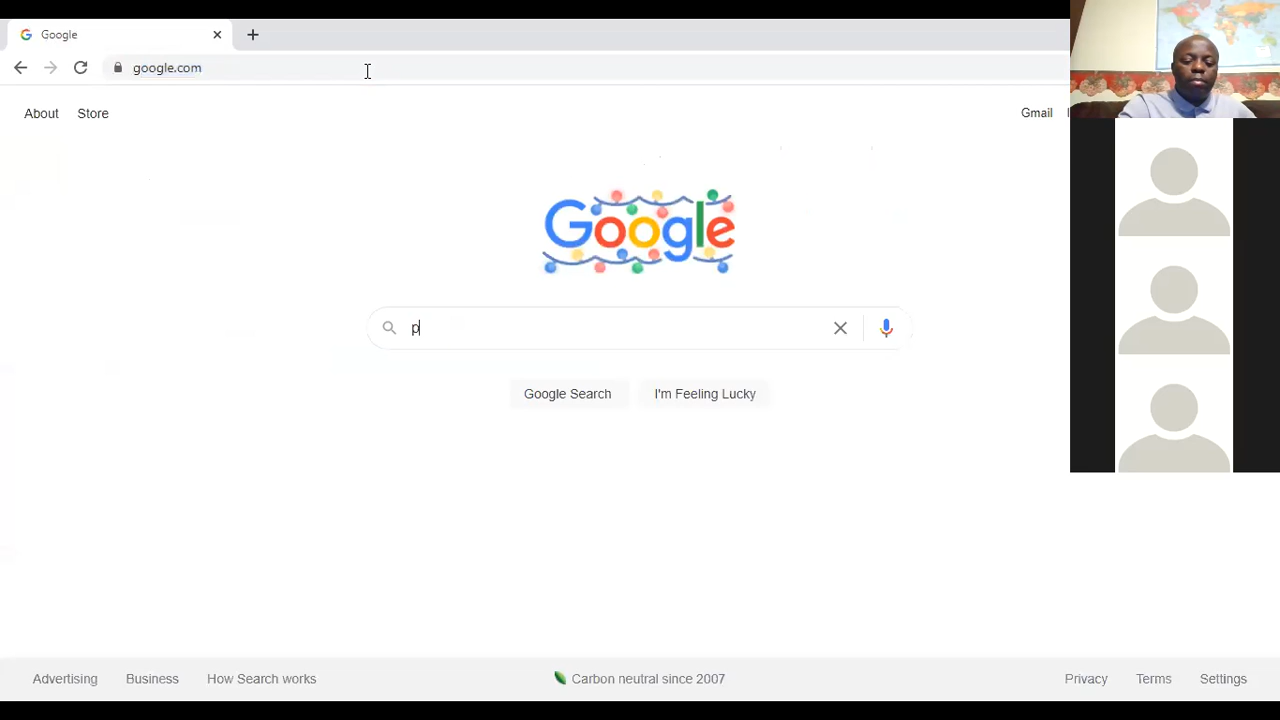 Google
google.com
About Store
Gmail
Google
p
Google Search I'm Feeling Lucky
Advertising Business How Search works Carbon neutral since 2007 Privacy Terms Settings